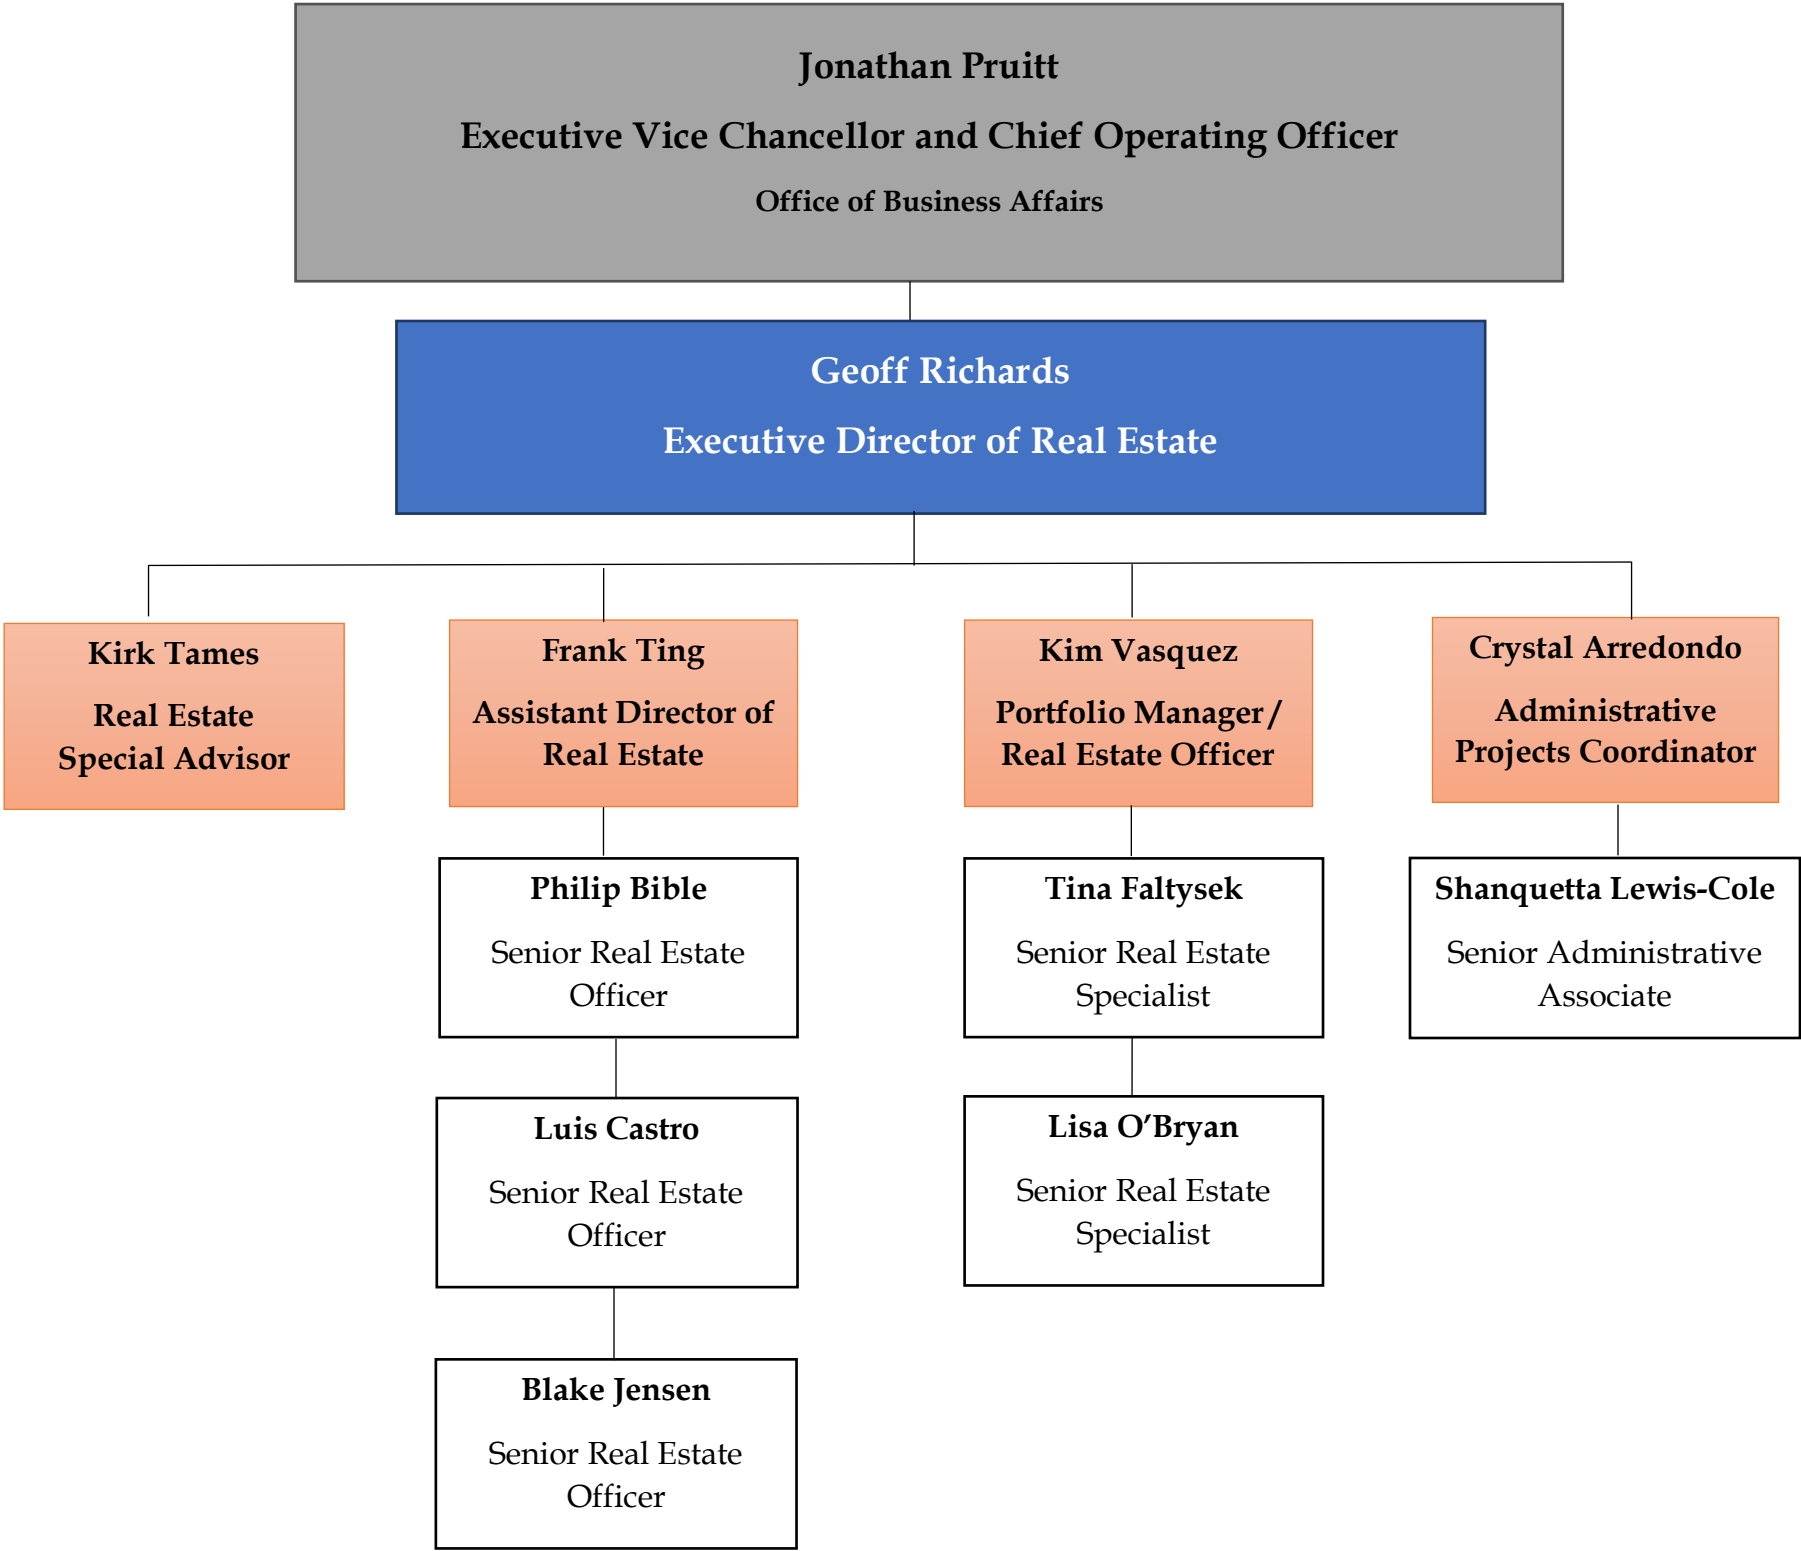 Jonathan Pruitt
Executive Vice Chancellor and Chief Operating Officer
Office of Business Affairs
Geoff Richards
Executive Director of Real Estate
Kirk Tames
Real Estate
Special Advisor
Frank Ting
Assistant Director of
Real Estate
Kim Vasquez
Portfolio Manager/
Real Estate Officer
Crystal Arredondo
Administrative
Projects Coordinator
Philip Bible
Senior Real Estate
Officer
Tina Faltysek
Senior Real Estate
Specialist
Shanquetta Lewis-Cole
Senior Administrative
Associate
Luis Castro
Senior Real Estate
Officer
Lisa O’Bryan
Senior Real Estate
Specialist
Blake Jensen
Senior Real Estate
Officer